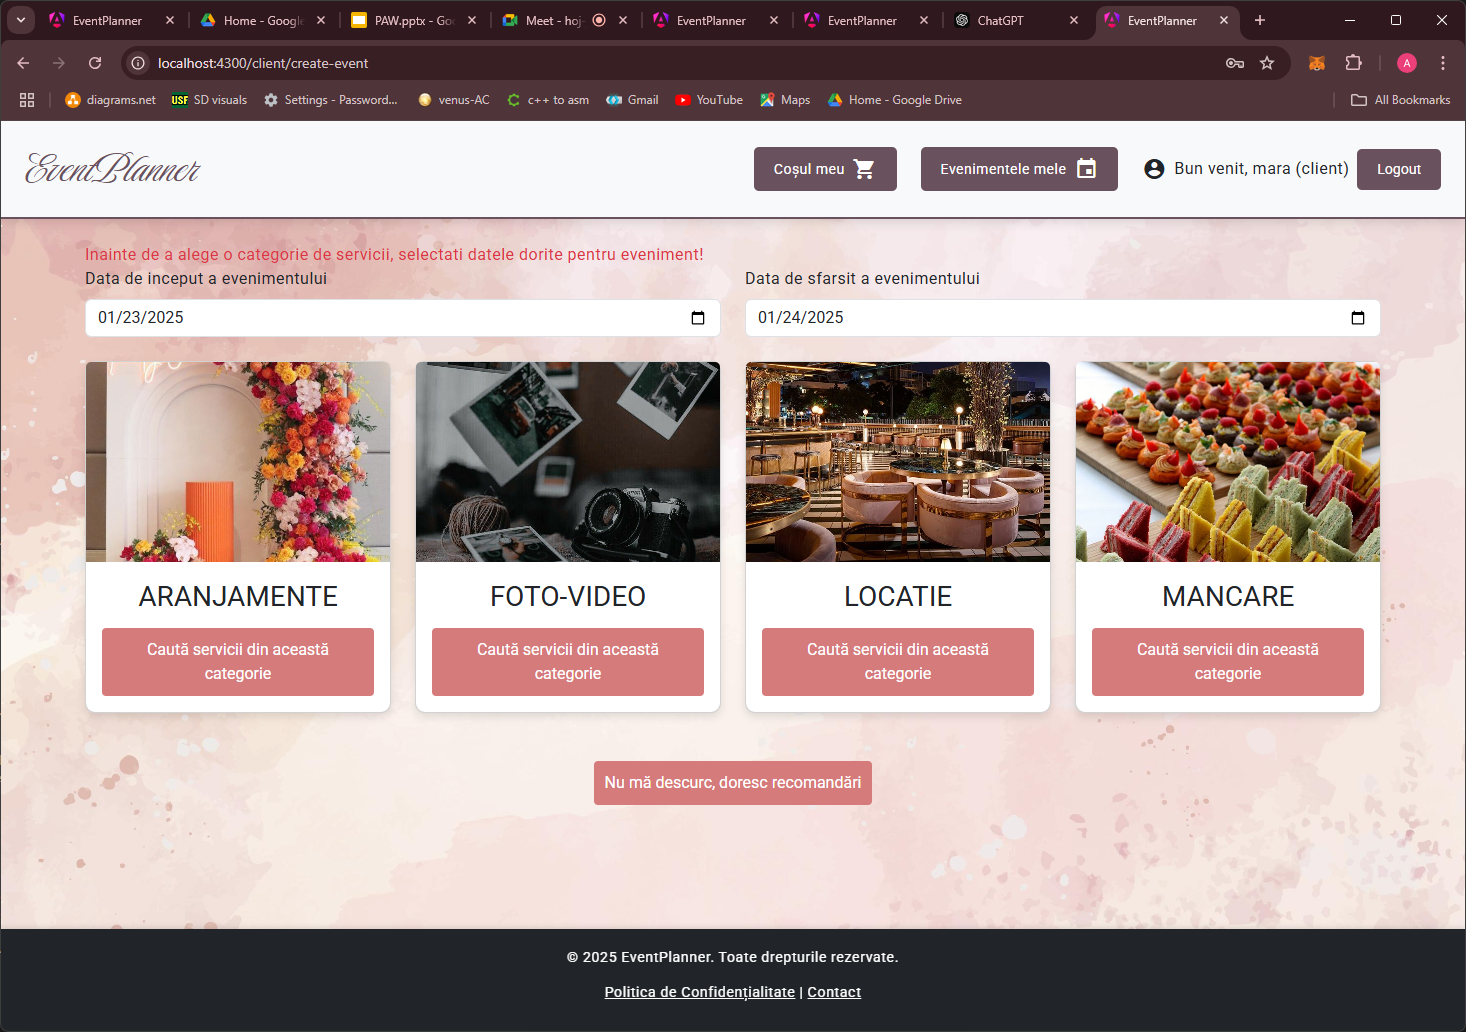 EventPlanner
Home - Google
PAW.pptx - Goo
Meet - hoj-
EventPlanner
EventPlanner
ChatGPT
EventPlanner
localhost:4300/client/create-event
A
diagrams.net
USF
SD visuals
Settings - Password...
venus-AC
c++ to asm
Gmail
YouTube
Maps
Home - Google Drive
All Bookmarks
EventPlanner
Coșul meu
Evenimentele mele
Bun venit, mara (client)
Logout
Inainte de a alege o categorie de servicii, selectati datele dorite pentru eveniment!
Data de inceput a evenimentului
Data de sfarsit a evenimentului
01/23/2025
01/24/2025
ARANJAMENTE
Caută servicii din această
categorie
FOTO-VIDEO
Caută servicii din această
categorie
LOCATIE
Caută servicii din această
categorie
MANCARE
Caută servicii din această
categorie
Nu mă descurc, doresc recomandări
© 2025 EventPlanner. Toate drepturile rezervate.
Politica de Confidențialitate | Contact